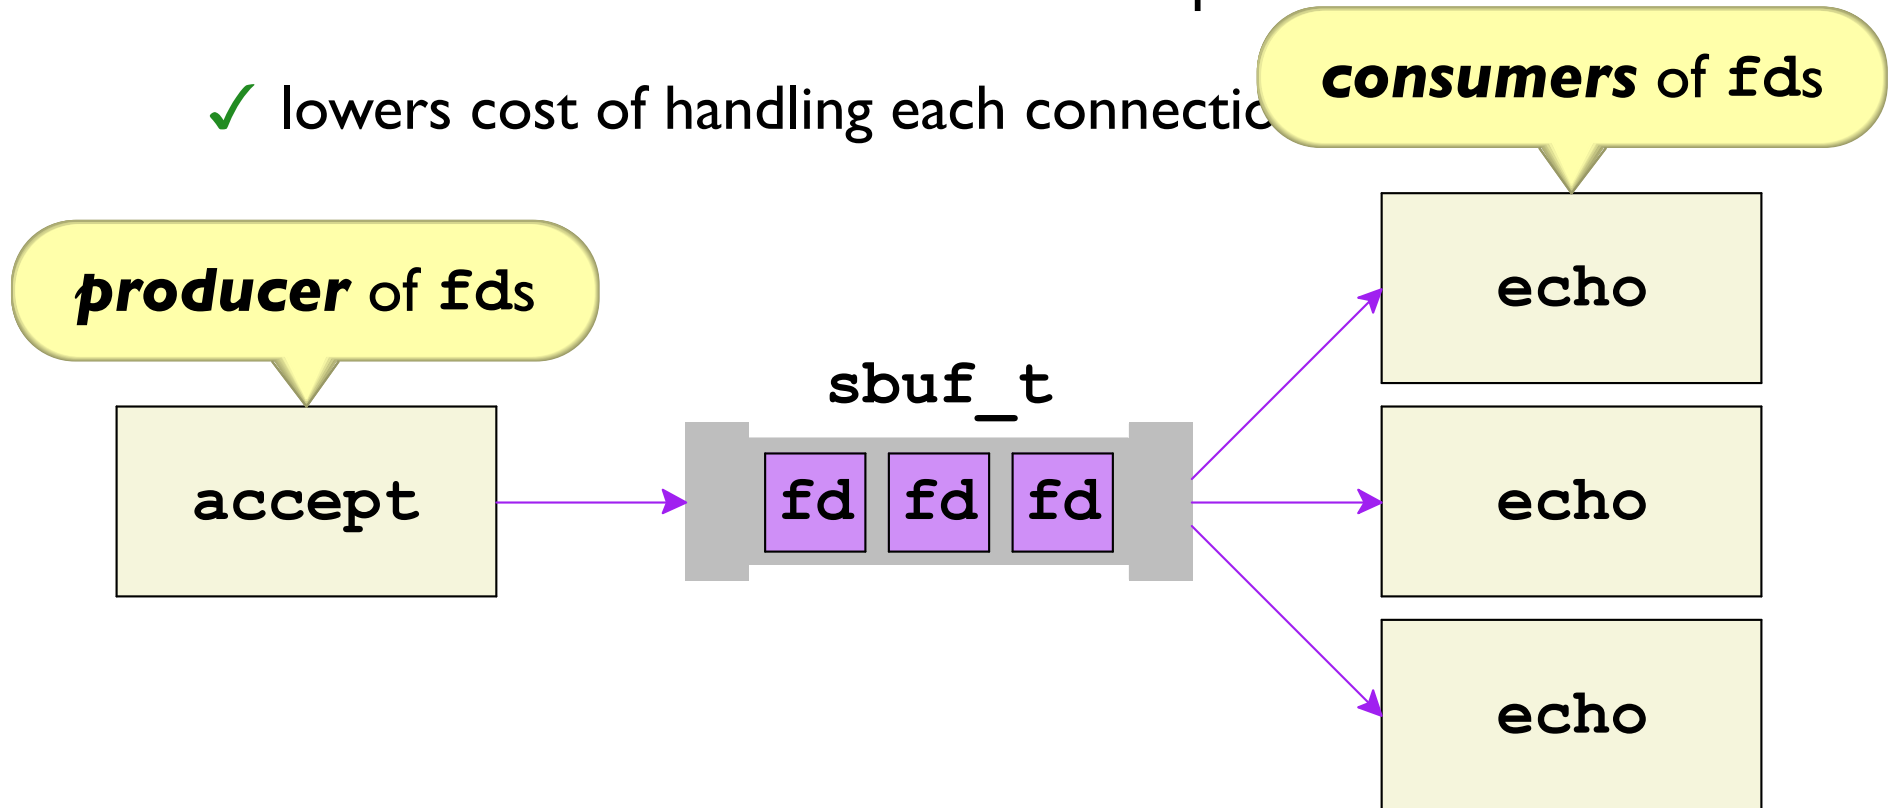 ✓ lowers cost of handling each connectio
consumers of fds
producer of fds
sbuf_t
accept
fd fd fd
echo
echo
echo